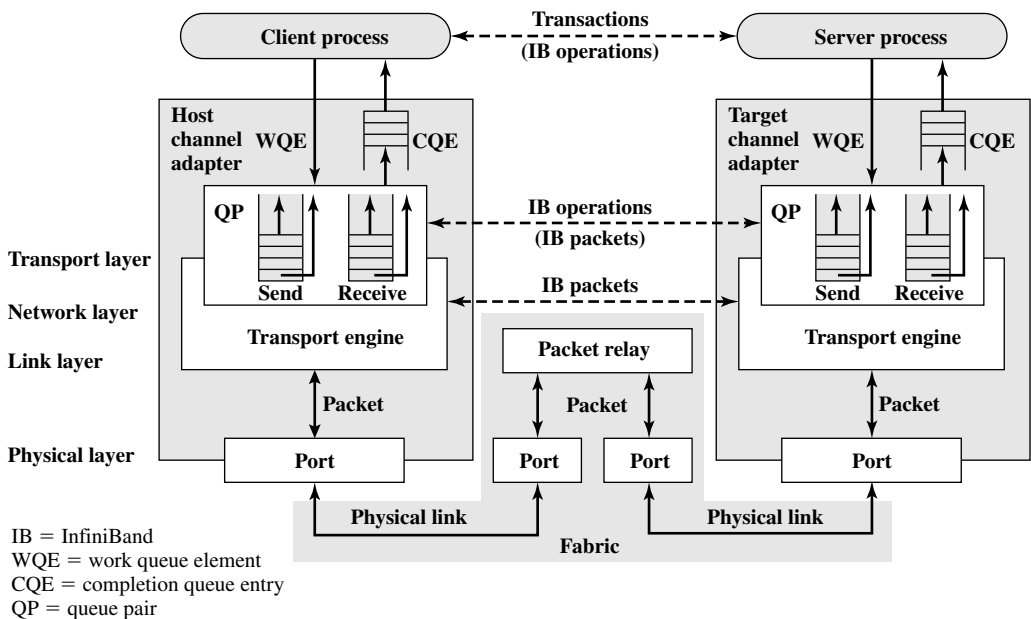 Transactions
Client process
Server process
(IB operations)
Host
channel
adapter
WQE
CQE
Target
channel
adapter
WQE
CQE
QP
IB operations
(IB packets)
QP
Transport layer
Send
Receive
IB packets
Send
Receive
Network layer
Transport engine
Packet relay
Transport engine
Link layer
Packet
Packet
Packet
Physical layer
Port
Port
Port
Port
Physical link
Physical link
Fabric
IB = InfiniBand
WQE = work queue element
CQE = completion queue entry
QP = queue pair